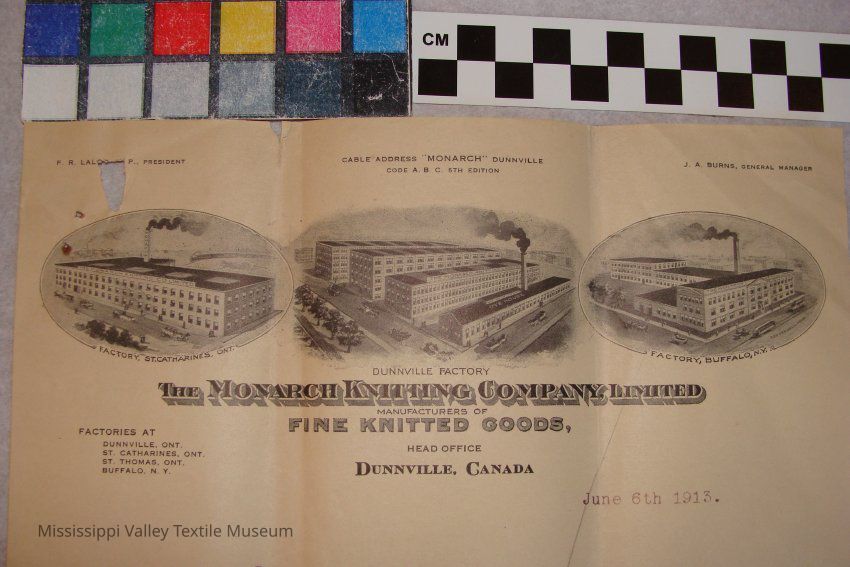 CM
F. R. LALO P., PRESIDENT
CABLE ADDRESS "MONARCH" DUNNVILLE
CODE A. B. C. 5TH EDITION
J. A. BURNS, GENERAL MANAGER
FACTORY, ST. CATHARINES, ONT.
DUNNVILLE FACTORY
FACTORY, BUFFALO, N.Y.
THE MONARCH KNITTING COMPANY, LIMITED
MANUFACTURERS OF
FINE KNITTED GOODS,
FACTORIES AT
DUNNVILLE, ONT.
ST. CATHARINES, ONT.
ST. THOMAS, ONT.
BUFFALO, N. Y.
HEAD OFFICE
DUNNVILLE, CANADA
June 6th 1913.
Mississippi Valley Textile Museum